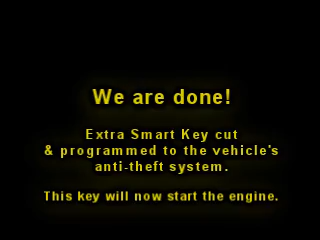 We are done!
Extra Smart Key cut
& programmed to the vehicle's
anti-theft system.
This key will now start the engine.